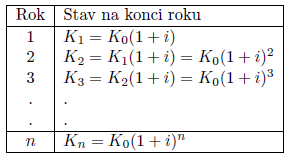 Rok Stav na konci roku
1 K₁ = K₀(1 + i)
2 K₂ = K₁(1 + i) = K₀(1 + i)²
3 K₃ = K₂(1 + i) = K₀(1 + i)³
. .
. .
n Kₙ = K₀(1 + i)ⁿ